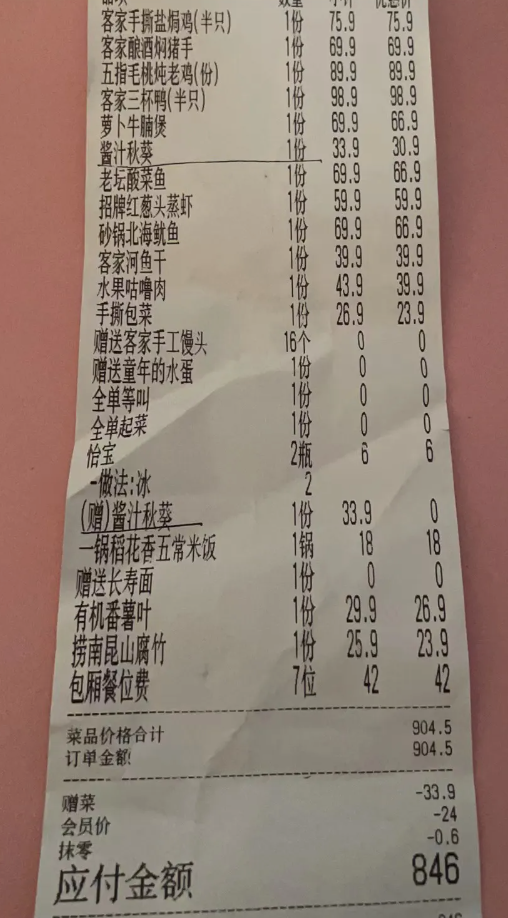 数量 小计 优惠价
客家手撕盐焗鸡(半只) 1份 75.9 75.9
客家酿酒焖猪手 1份 69.9 69.9
五指毛桃炖老鸡(份) 1份 89.9 89.9
客家三杯鸭(半只) 1份 98.9 98.9
萝卜牛腩煲 1份 69.9 66.9
酱汁秋葵 1份 33.9 30.9
老坛酸菜鱼 1份 69.9 66.9
招牌红葱头蒸虾 1份 59.9 59.9
砂锅北海鱿鱼 1份 69.9 66.9
客家河鱼干 1份 39.9 39.9
水果咕噜肉 1份 43.9 39.9
手撕包菜 1份 26.9 23.9
赠送客家手工馒头 16个 0 0
赠送童年的水蛋 1份 0 0
全单等叫 1份 0 0
全单起菜 1份 0 0
怡宝 2瓶 6 6
-做法:冰 2
(赠)酱汁秋葵 1份 33.9 0
一锅稻花香五常米饭 1锅 18 18
赠送长寿面 1份 0 0
有机番薯叶 1份 29.9 26.9
捞南昆山腐竹 1份 25.9 23.9
包厢餐位费 7位 42 42
菜品价格合计 904.5
订单金额 904.5
赠菜 -33.9
会员价 -24
抹零 -0.6
应付金额 846